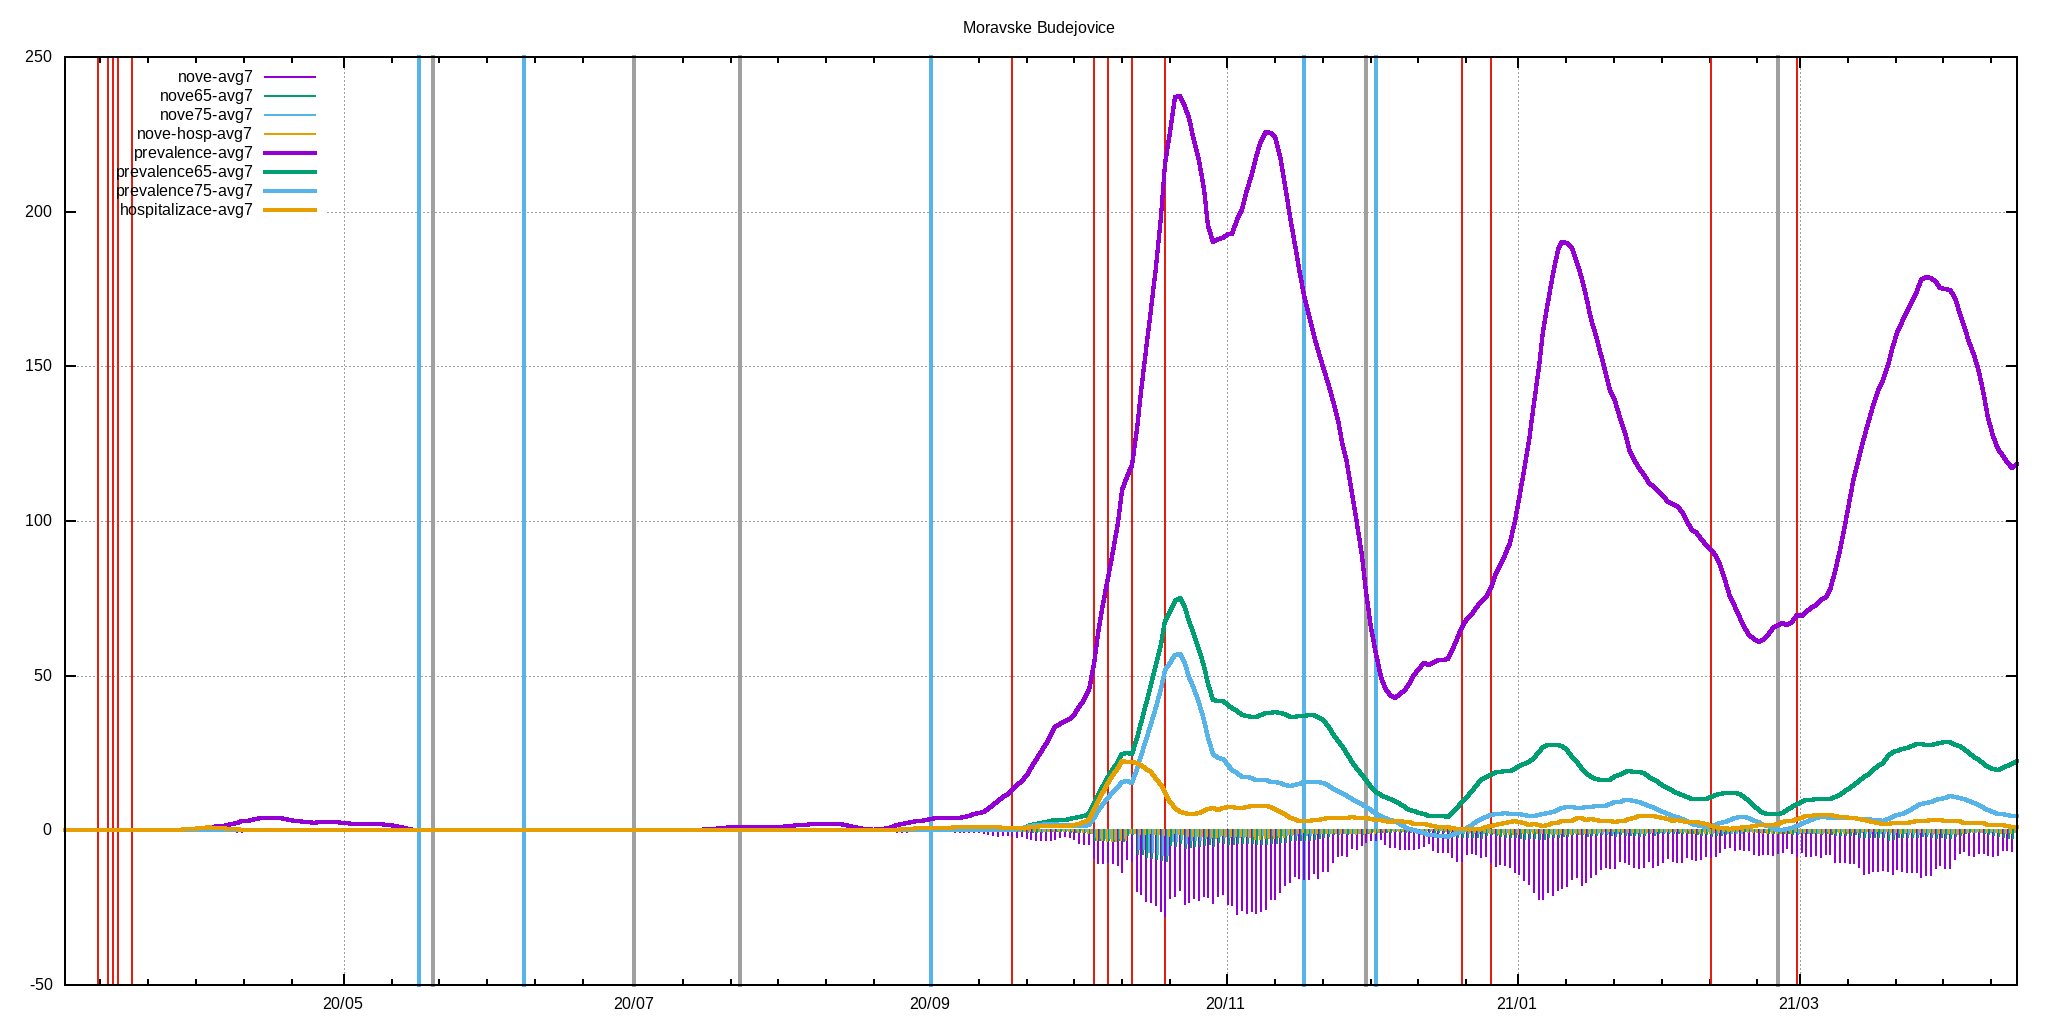 Moravske Budejovice
250
200
150
100
50
0
-50
nove-avg7
nove65-avg7
nove75-avg7
nove-hosp-avg7
prevalence-avg7
prevalence65-avg7
prevalence75-avg7
hospitalizace-avg7
20/05
20/07
20/09
20/11
21/01
21/03